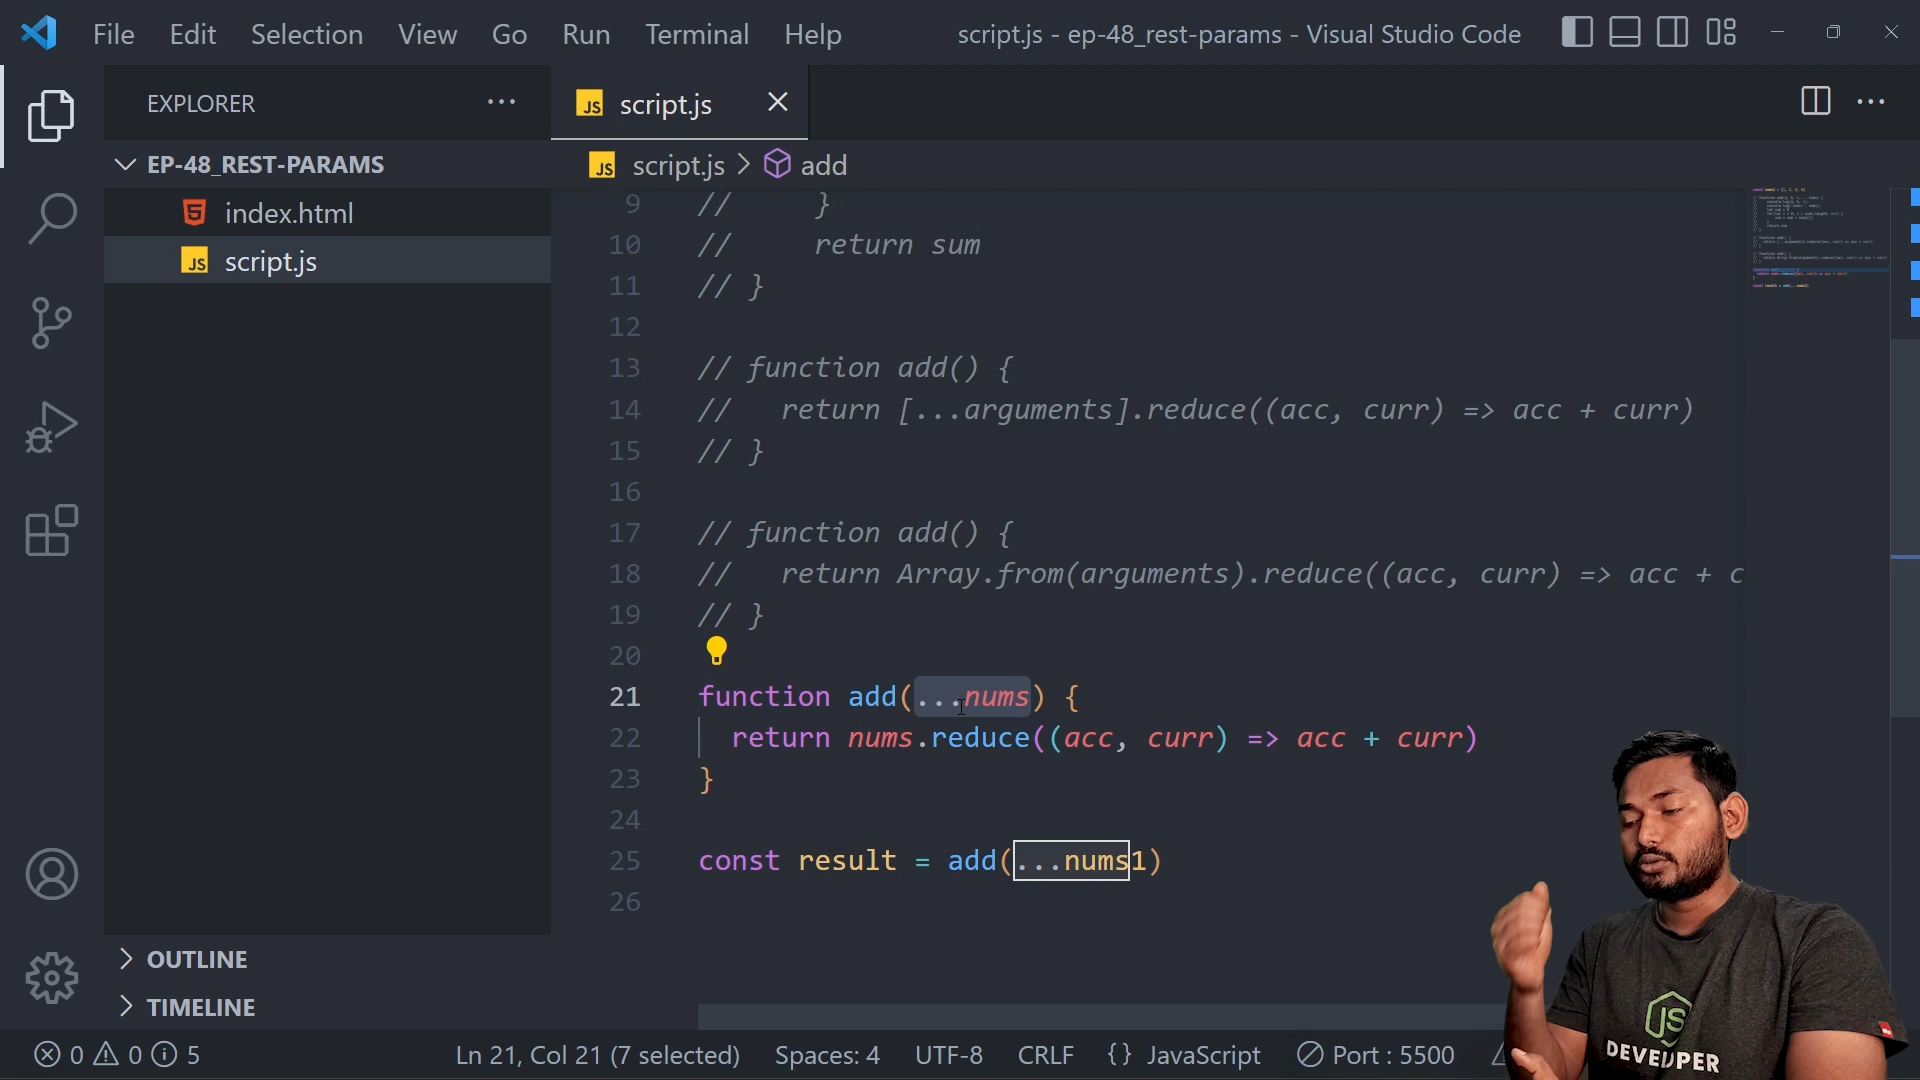 File Edit Selection View Go Run Terminal Help script.js - ep-48_rest-params - Visual Studio Code
EXPLORER
JS script.js
EP-48_REST-PARAMS
JS script.js > add
index.html
JS script.js
9 // }
10 // return sum
11 // }
12
13 // function add() {
14 // return [...arguments].reduce((acc, curr) => acc + curr)
15 // }
16
17 // function add() {
18 // return Array.from(arguments).reduce((acc, curr) => acc + c
19 // }
20
21 function add(...nums) {
22 return nums.reduce((acc, curr) => acc + curr)
23 }
24
25 const result = add(...nums1)
26
OUTLINE
TIMELINE
JS
DEVELOPER
0 0 5 Ln 21, Col 21 (7 selected) Spaces: 4 UTF-8 CRLF {} JavaScript Port : 5500